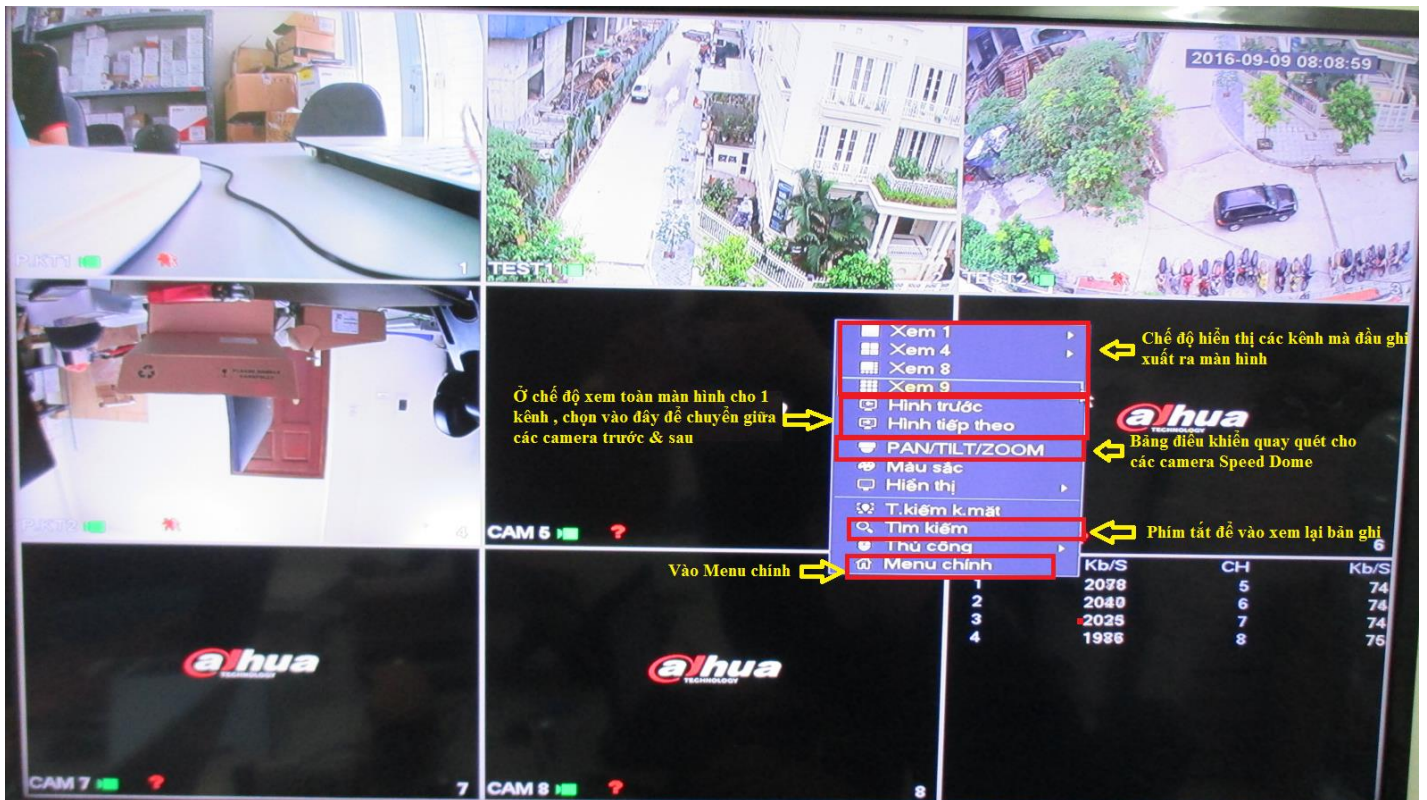 2016-09-09 08:08:59
P.KT1
1
TEST1
TEST2
3
P.KT2
4
CAM 5
6
CAM 7
7
CAM 8
8
Xem 1
Xem 4
Xem 8
Xem 9
Hình trước
Hình tiếp theo
PAN/TILT/ZOOM
Màu sắc
Hiển thị
T.kiếm k.mặt
Tìm kiếm
Thủ công
Menu chính
Chế độ hiển thị các kênh mà đầu ghi
xuất ra màn hình
Ở chế độ xem toàn màn hình cho 1
kênh , chọn vào đây để chuyển giữa
các camera trước & sau
Bảng điều khiển quay quét cho
các camera Speed Dome
Phím tắt để vào xem lại bản ghi
Vào Menu chính
alhua
TECHNOLOGY
alhua
TECHNOLOGY
alhua
TECHNOLOGY
Kb/S CH Kb/S
1 5 74
2 6 74
3 2025 7 74
4 1986 8 75